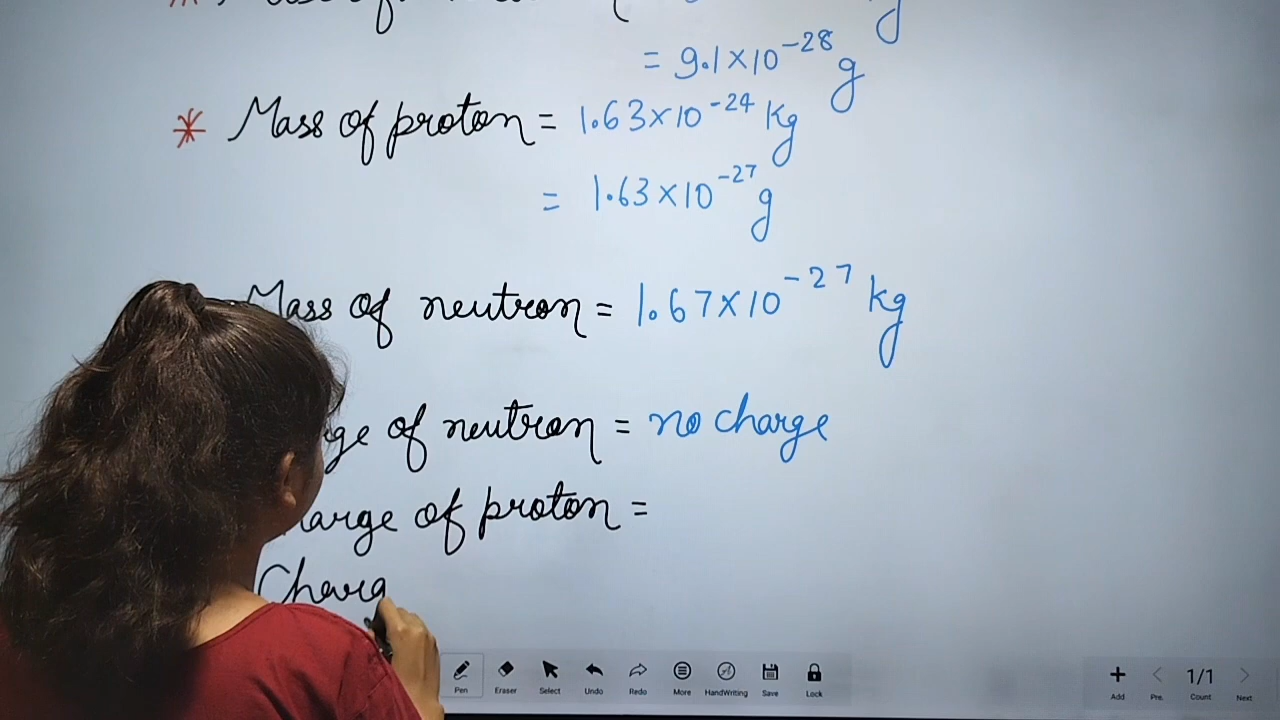 = 9.1×10⁻²⁸ g
* Mass of proton = 1.63×10⁻²⁴ Kg
= 1.63×10⁻²⁷ g
Mass of neutron = 1.67×10⁻²⁷ kg
ge of neutron = no charge
arge of proton =
Charg
Pen Eraser Select Undo Redo More HandWriting Save Lock
Add Pre 1/1 Count Next